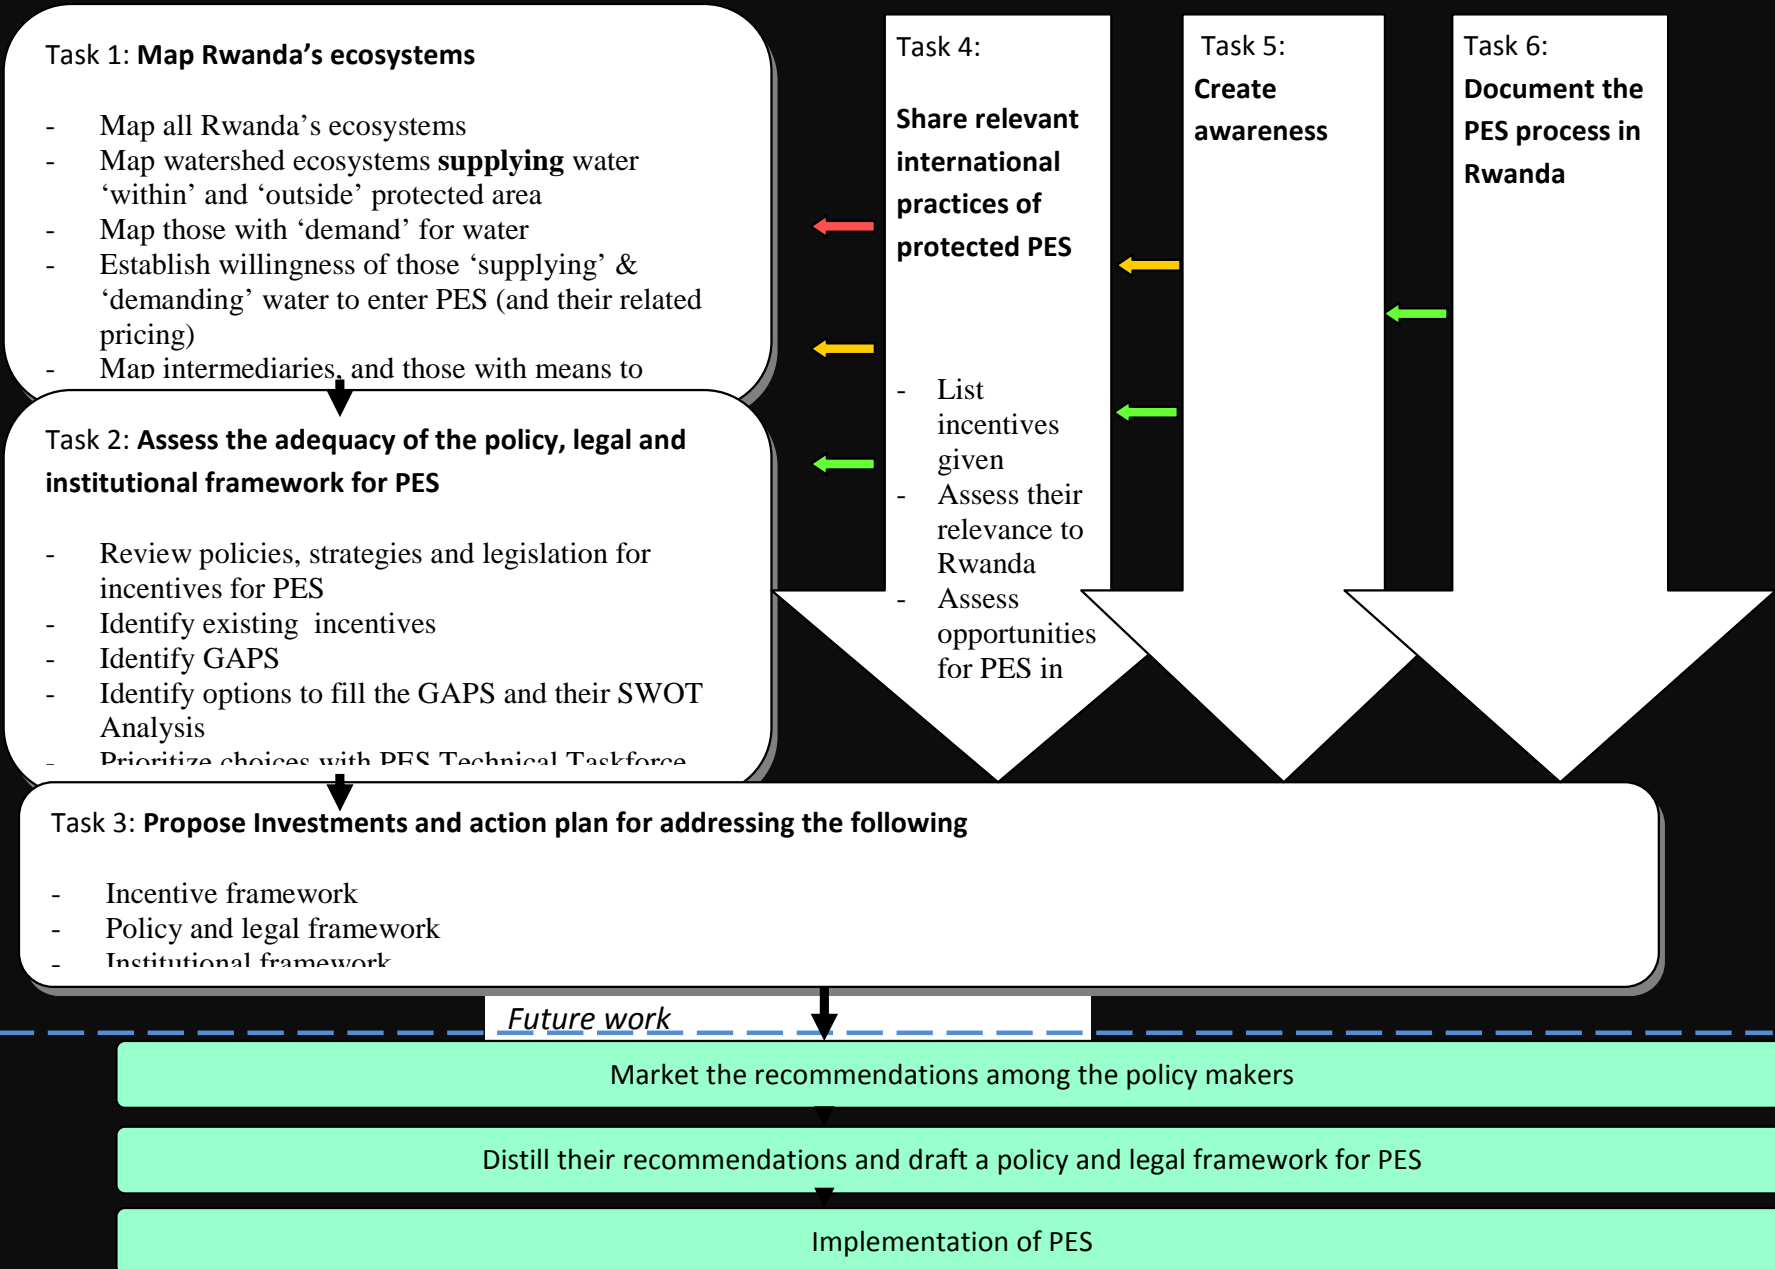 Task 1: Map Rwanda’s ecosystems
- Map all Rwanda’s ecosystems
- Map watershed ecosystems supplying water
‘within’ and ‘outside’ protected area
- Map those with ‘demand’ for water
- Establish willingness of those ‘supplying’ &
‘demanding’ water to enter PES (and their related
pricing)
- Map intermediaries, and those with means to
Task 2: Assess the adequacy of the policy, legal and
institutional framework for PES
- Review policies, strategies and legislation for
incentives for PES
- Identify existing incentives
- Identify GAPS
- Identify options to fill the GAPS and their SWOT
Analysis
- Prioritize choices with PES Technical Taskforce
Task 4:
Share relevant
international
practices of
protected PES
- List
incentives
given
- Assess their
relevance to
Rwanda
- Assess
opportunities
for PES in
Task 5:
Create
awareness
Task 6:
Document the
PES process in
Rwanda
Task 3: Propose Investments and action plan for addressing the following
- Incentive framework
- Policy and legal framework
- Institutional framework
Future work
Market the recommendations among the policy makers
Distill their recommendations and draft a policy and legal framework for PES
Implementation of PES